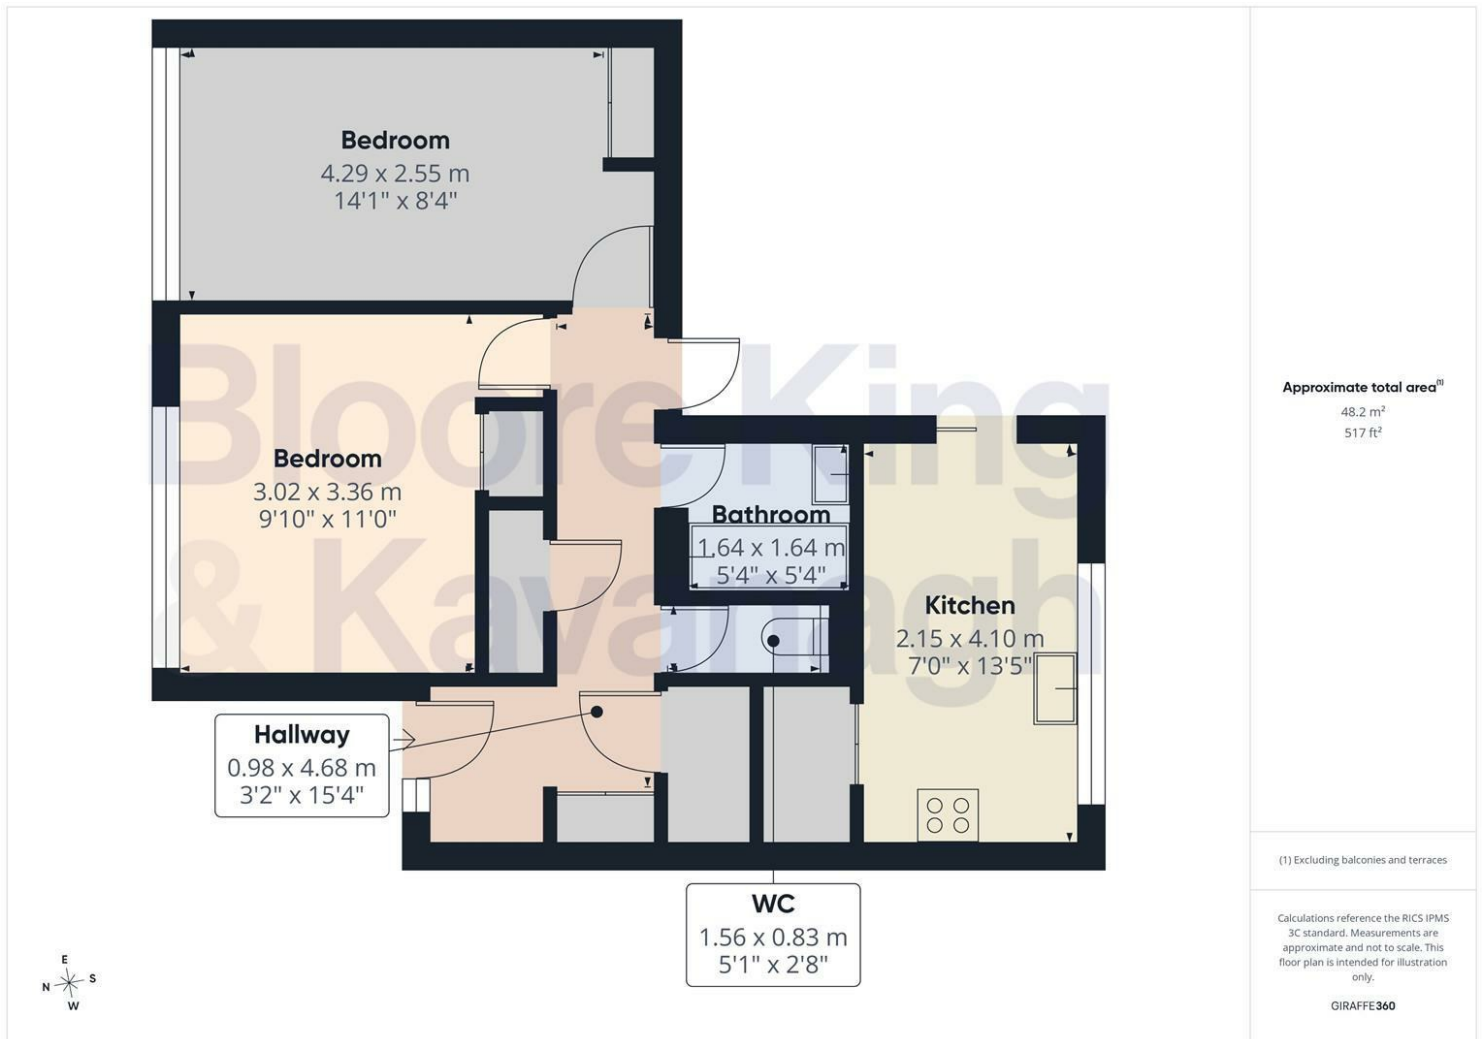 Bedroom
4.29 x 2.55 m
14'1" x 8'4"
Bloore King
& Kavanagh
Bedroom
3.02 x 3.36 m
9'10" x 11'0"
Bathroom
1.64 x 1.64 m
5'4" x 5'4"
Kitchen
2.15 x 4.10 m
7'0" x 13'5"
Hallway
0.98 x 4.68 m
3'2" x 15'4"
WC
1.56 x 0.83 m
5'1" x 2'8"
E
N S
W
Approximate total area(1)
48.2 m²
517 ft²
(1) Excluding balconies and terraces
Calculations reference the RICS IPMS
3C standard. Measurements are
approximate and not to scale. This
floor plan is intended for illustration
only.
GIRAFFE360